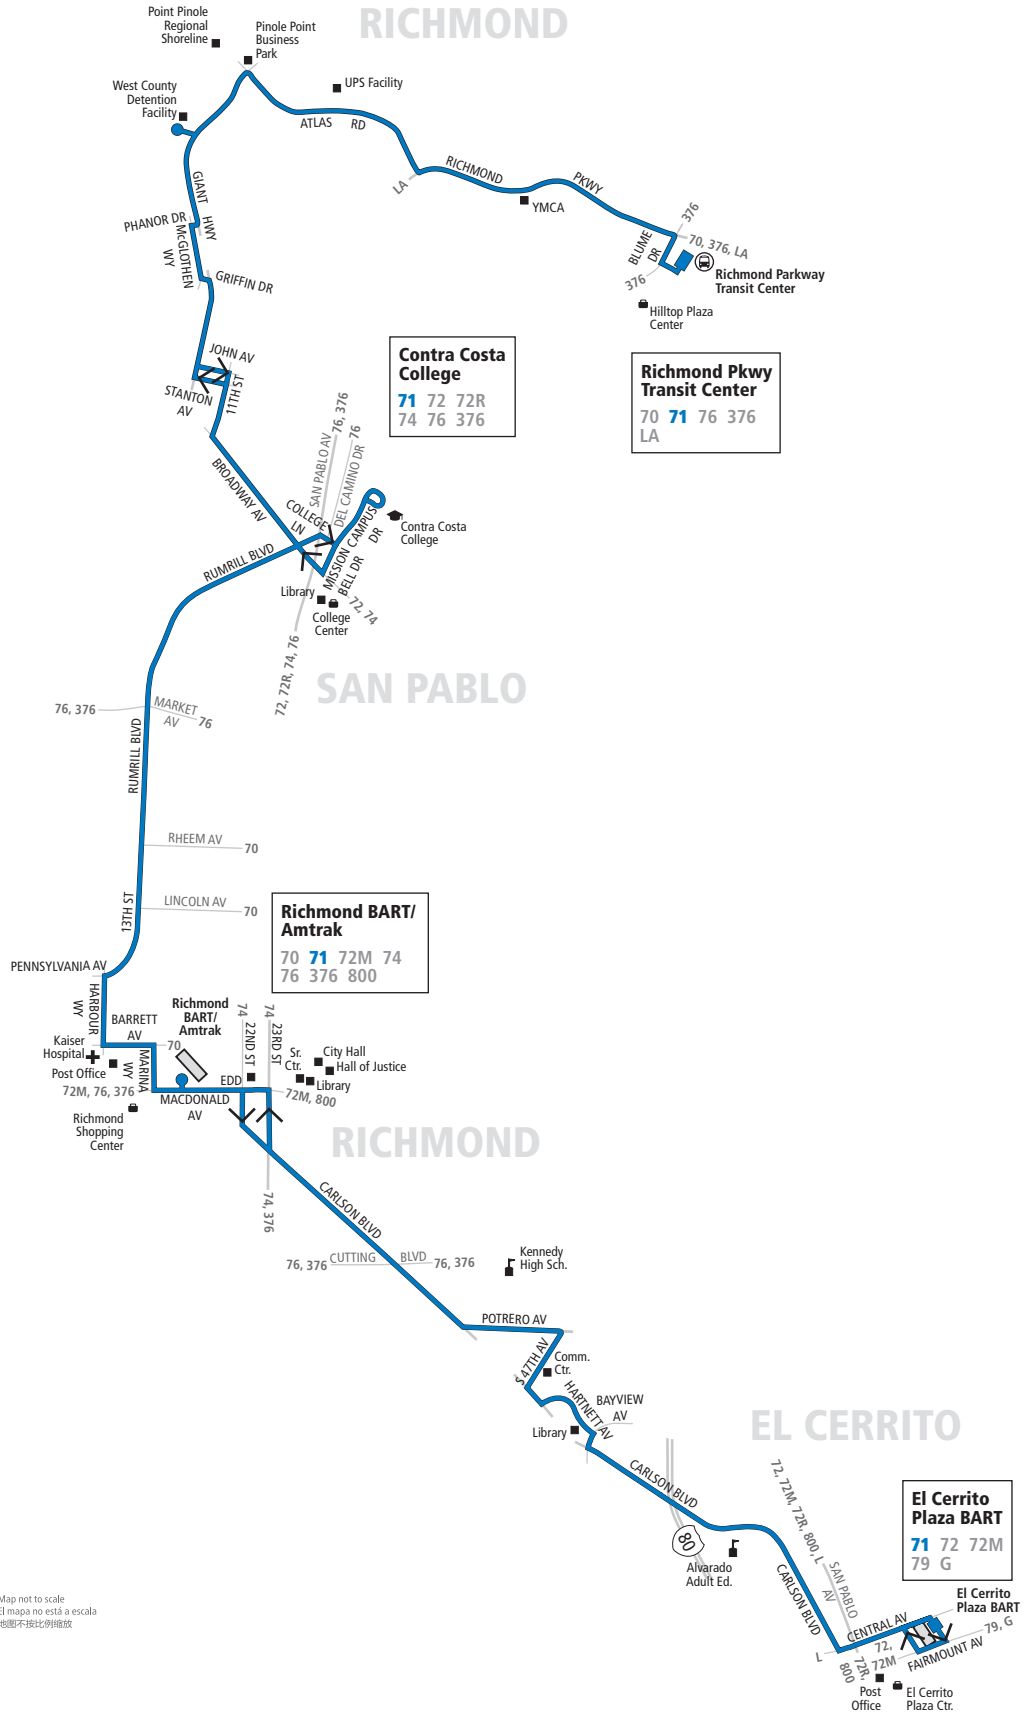 RICHMOND
Point Pinole
Regional
Shoreline
Pinole Point
Business
Park
UPS Facility
West County
Detention
Facility
ATLAS RD
LA
RICHMOND PKWY
YMCA
GIANT HWY
PHANOR DR
McGLOTHEN
WY
GRIFFIN DR
376
70, 376, LA
BLUME
DR
376
Richmond Parkway
Transit Center
Hilltop Plaza
Center
JOHN AV
STANTON
AV
11TH ST
Contra Costa
College
71 72 72R
74 76 376
Richmond Pkwy
Transit Center
70 71 76 376
LA
76, 376
SAN PABLO AV
76
DEL CAMINO DR
BROADWAY AV
COLLEGE
LN
MISSION CAMPUS
BELL DR
DR
Contra Costa
College
RUMRILL BLVD
Library
College
Center
72, 74
72, 72R, 74, 76
SAN PABLO
76, 376
MARKET
AV
76
RUMRILL BLVD
RHEEM AV
70
LINCOLN AV
70
13TH ST
Richmond BART/
Amtrak
70 71 72M 74
76 376 800
PENNSYLVANIA AV
HARBOUR
WY
BARRETT
AV
70
Richmond
BART/
Amtrak
74
22ND ST
74
23RD ST
Kaiser
Hospital
Post Office
MARINA
WY
72M, 76, 376
Richmond
Shopping
Center
MACDONALD
AV
EDD
Sr.
Ctr.
City Hall
Hall of Justice
Library
72M, 800
RICHMOND
74, 376
CARLSON BLVD
76, 376
CUTTING BLVD
76, 376
Kennedy
High Sch.
POTRERO AV
S 47TH AV
Comm.
Ctr.
HARTNETT AV
BAYVIEW
AV
Library
EL CERRITO
CARLSON BLVD
80
Alvarado
Adult Ed.
72, 72M, 72R, 800, L
SAN PABLO
AV
El Cerrito
Plaza BART
71 72 72M
79 G
CARLSON BLVD
El Cerrito
Plaza BART
CENTRAL AV
79, G
FAIRMOUNT AV
L
72,
72M
72R,
800
Post
Office
El Cerrito
Plaza Ctr.
Map not to scale
El mapa no está a escala
地图不按比例缩放